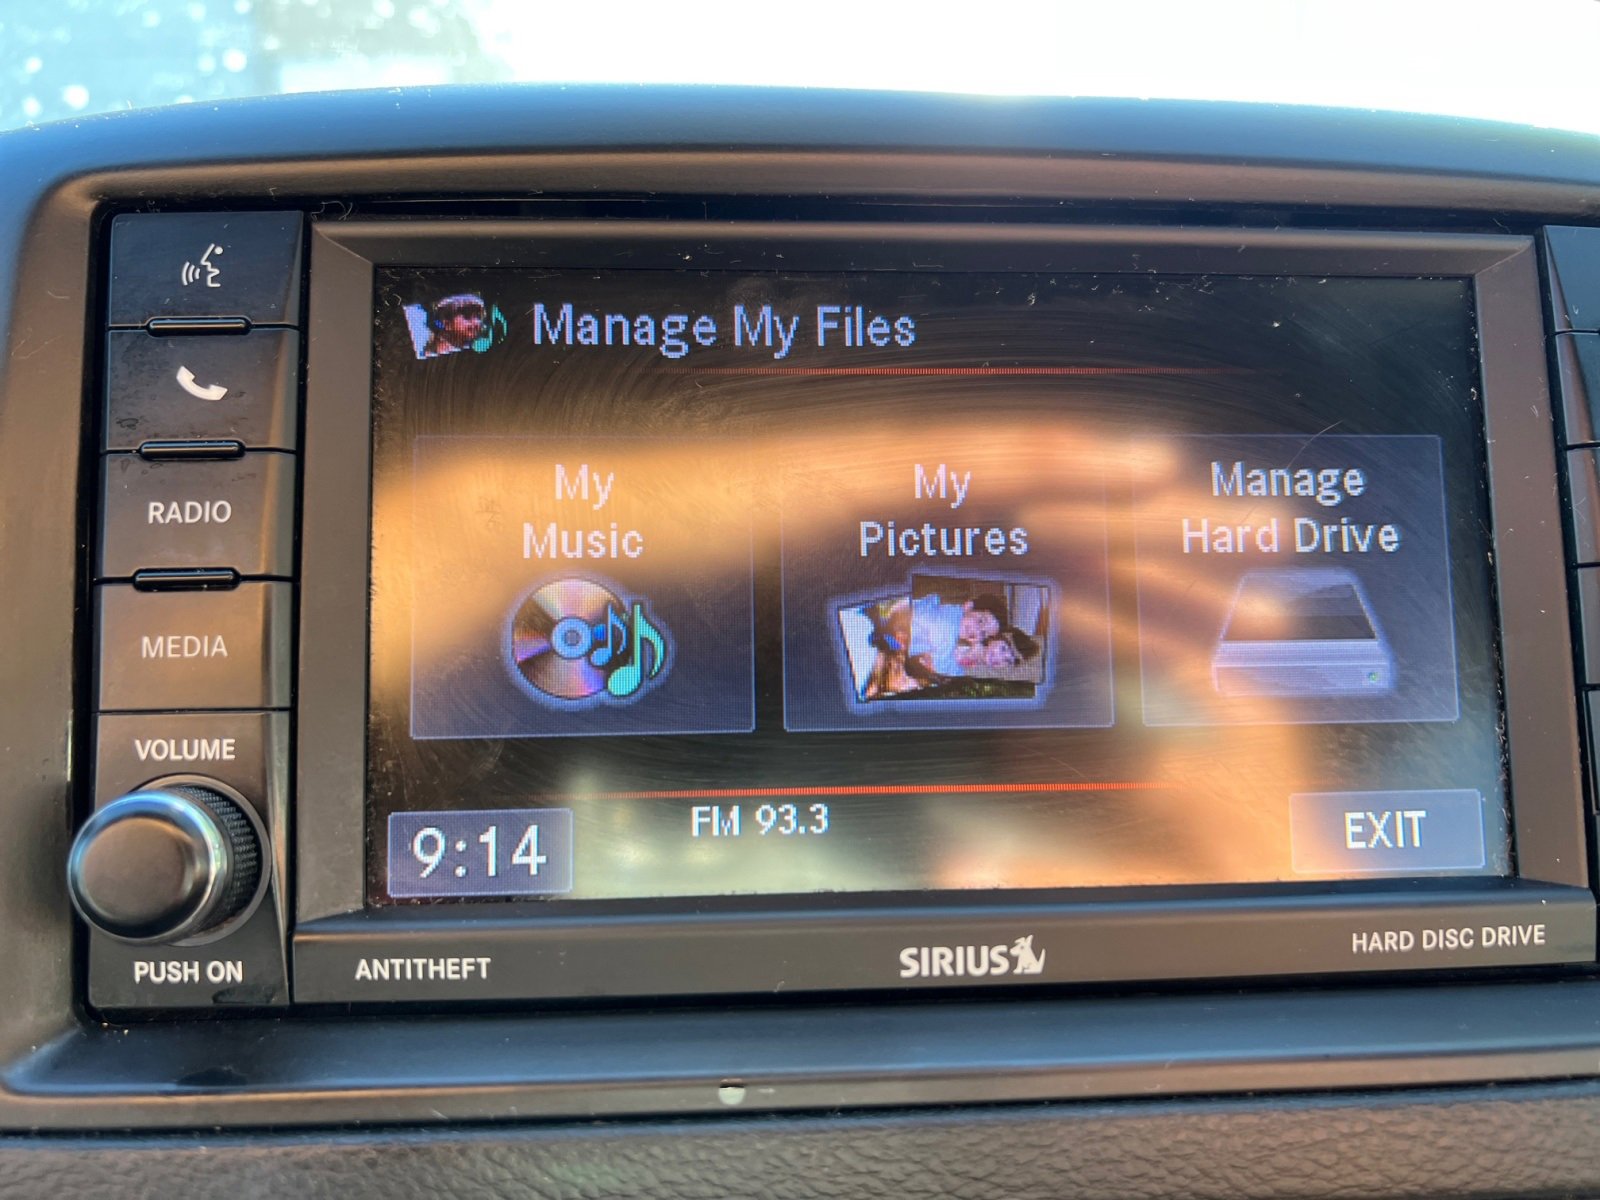 Manage My Files
My
Music
My
Pictures
Manage
Hard Drive
9:14
FM 93.3
EXIT
RADIO
MEDIA
VOLUME
PUSH ON
ANTITHEFT
SIRIUS
HARD DISC DRIVE